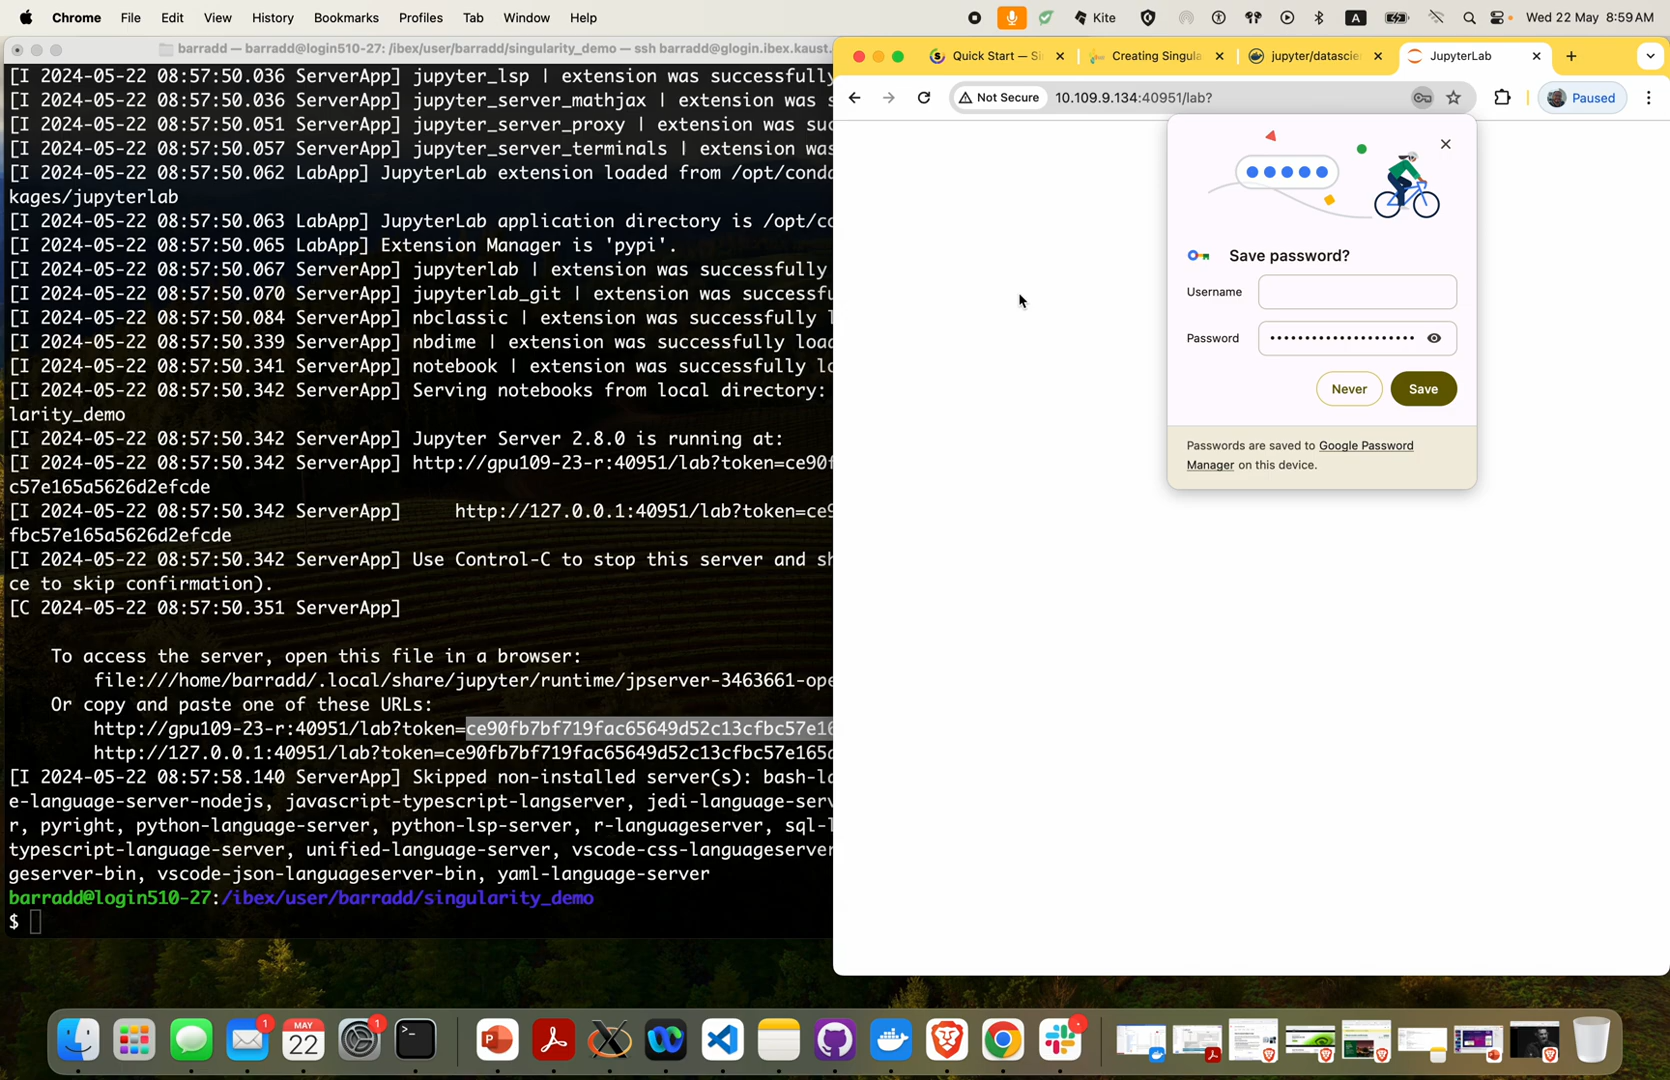 Chrome File Edit View History Bookmarks Profiles Tab Window Help Kite A Wed 22 May 8:59 AM
barradd — barradd@login510-27: /ibex/user/barradd/singularity_demo — ssh barradd@glogin.ibex.kaust.
[I 2024-05-22 08:57:50.036 ServerApp] jupyter_lsp | extension was successfully
[I 2024-05-22 08:57:50.036 ServerApp] jupyter_server_mathjax | extension was s
[I 2024-05-22 08:57:50.051 ServerApp] jupyter_server_proxy | extension was suc
[I 2024-05-22 08:57:50.057 ServerApp] jupyter_server_terminals | extension was
[I 2024-05-22 08:57:50.062 LabApp] JupyterLab extension loaded from /opt/conda
kages/jupyterlab
[I 2024-05-22 08:57:50.063 LabApp] JupyterLab application directory is /opt/co
[I 2024-05-22 08:57:50.065 LabApp] Extension Manager is 'pypi'.
[I 2024-05-22 08:57:50.067 ServerApp] jupyterlab | extension was successfully
[I 2024-05-22 08:57:50.070 ServerApp] jupyterlab_git | extension was successfu
[I 2024-05-22 08:57:50.084 ServerApp] nbclassic | extension was successfully l
[I 2024-05-22 08:57:50.339 ServerApp] nbdime | extension was successfully loa
[I 2024-05-22 08:57:50.341 ServerApp] notebook | extension was successfully lo
[I 2024-05-22 08:57:50.342 ServerApp] Serving notebooks from local directory:
larity_demo
[I 2024-05-22 08:57:50.342 ServerApp] Jupyter Server 2.8.0 is running at:
[I 2024-05-22 08:57:50.342 ServerApp] http://gpu109-23-r:40951/lab?token=ce90f
c57e165a5626d2efcde
[I 2024-05-22 08:57:50.342 ServerApp]     http://127.0.0.1:40951/lab?token=ce9
fbc57e165a5626d2efcde
[I 2024-05-22 08:57:50.342 ServerApp] Use Control-C to stop this server and sh
ce to skip confirmation).
[C 2024-05-22 08:57:50.351 ServerApp]
To access the server, open this file in a browser:
file:///home/barradd/.local/share/jupyter/runtime/jpserver-3463661-ope
Or copy and paste one of these URLs:
http://gpu109-23-r:40951/lab?token=ce90fb7bf719fac65649d52c13cfbc57e16
http://127.0.0.1:40951/lab?token=ce90fb7bf719fac65649d52c13cfbc57e165a
[I 2024-05-22 08:57:58.140 ServerApp] Skipped non-installed server(s): bash-la
e-language-server-nodejs, javascript-typescript-langserver, jedi-language-serv
r, pyright, python-language-server, python-lsp-server, r-languageserver, sql-l
typescript-language-server, unified-language-server, vscode-css-languageserver
geserver-bin, vscode-json-languageserver-bin, yaml-language-server
barradd@login510-27:/ibex/user/barradd/singularity_demo
$
Quick Start — Si Creating Singula jupyter/datascien JupyterLab
Not Secure 10.109.9.134:40951/lab? Paused
Save password?
Username
Password
Never Save
Passwords are saved to Google Password
Manager on this device.
1 MAY 22 1